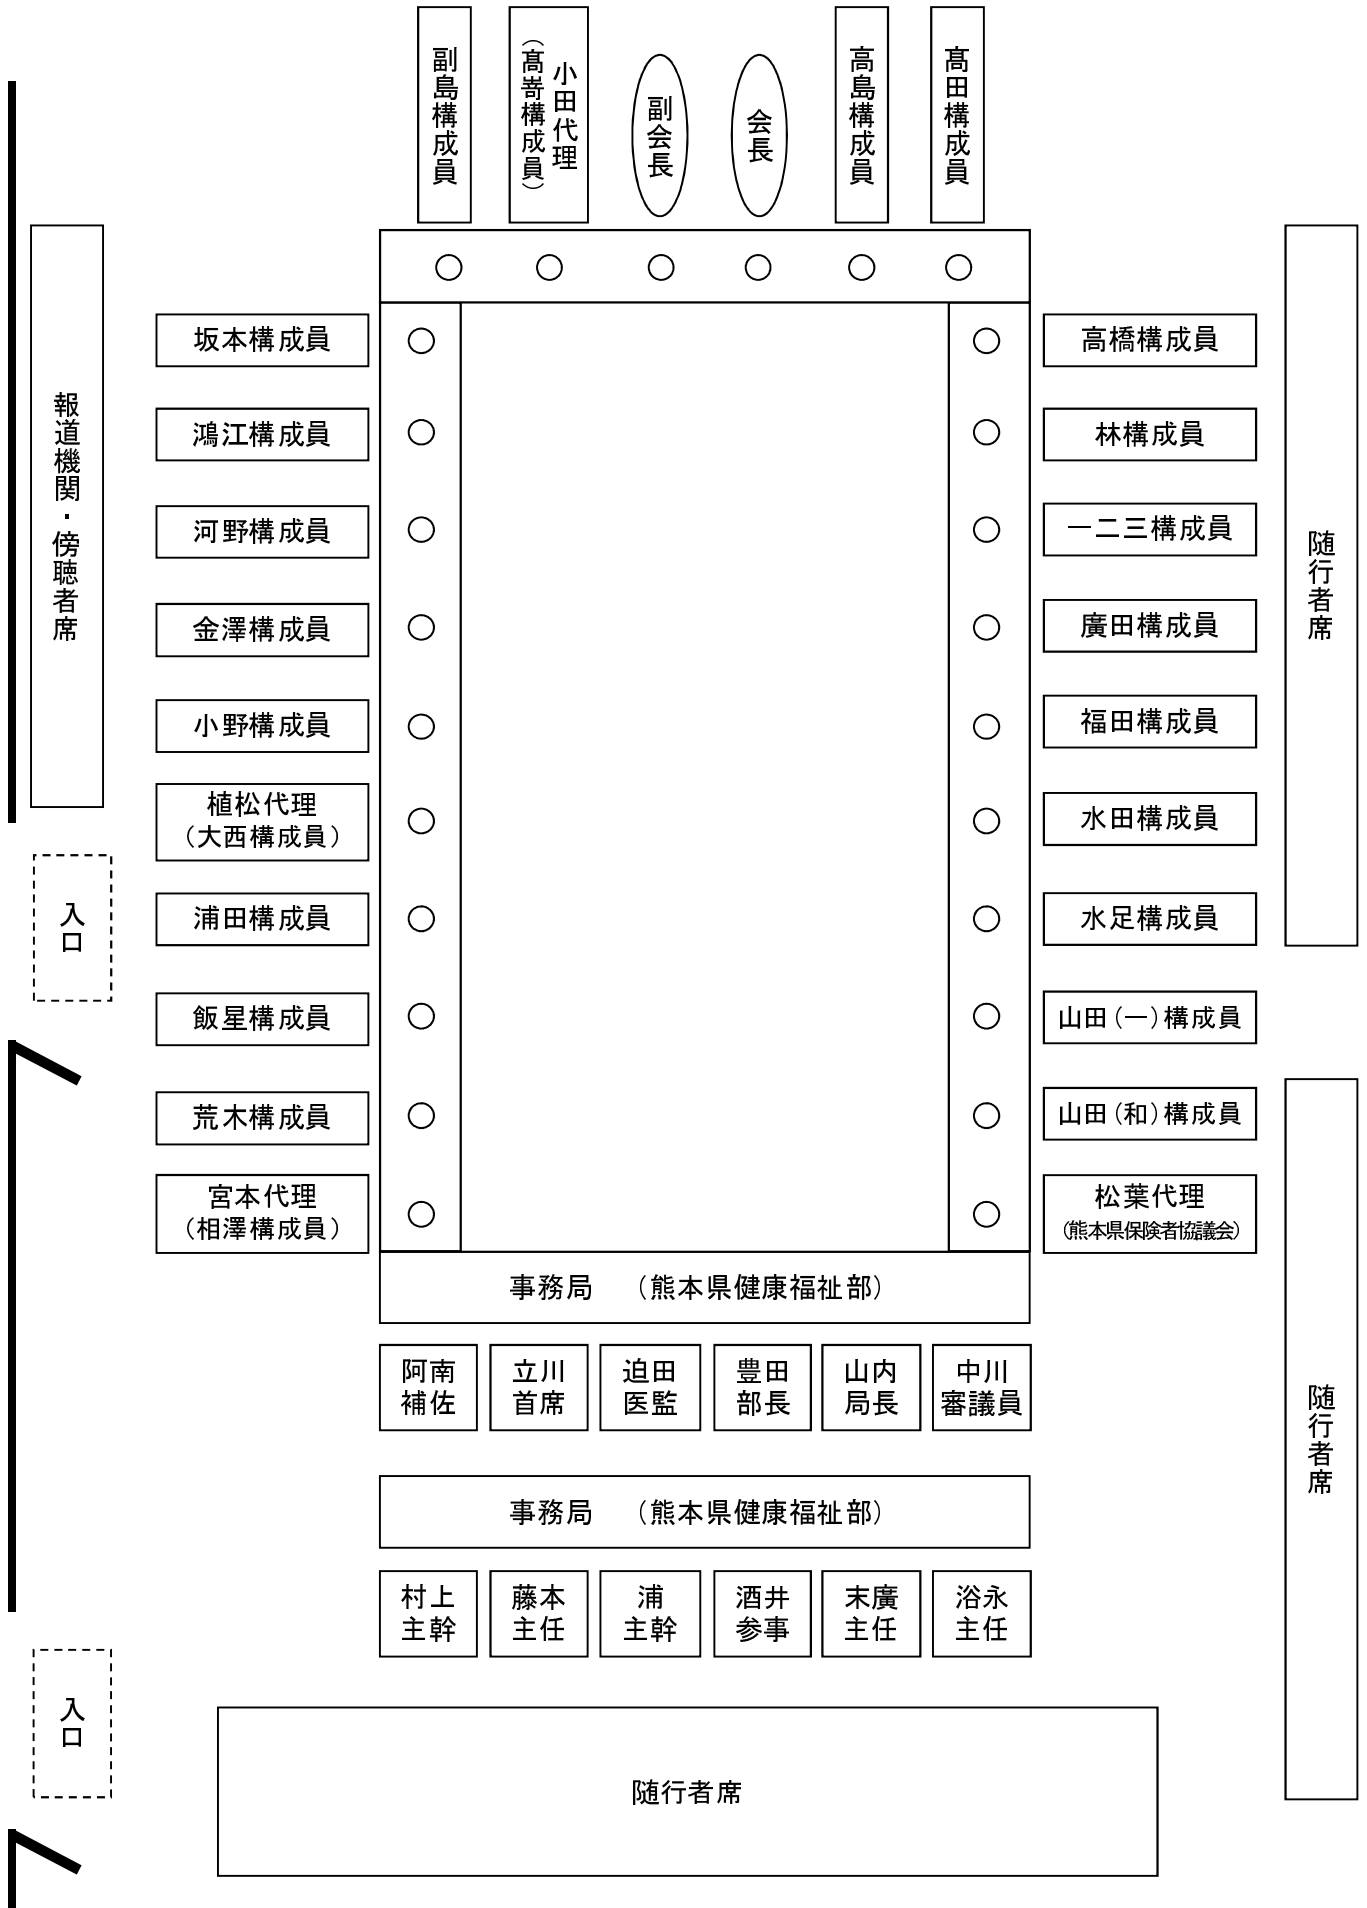 副島構成員
小田代理
（髙嵜構成員）
副会長
会長
高島構成員
髙田構成員
報道機関・傍聴者席
坂本構成員
鴻江構成員
河野構成員
金澤構成員
小野構成員
植松代理
（大西構成員）
浦田構成員
飯星構成員
荒木構成員
宮本代理
（相澤構成員）
高橋構成員
林構成員
一二三構成員
廣田構成員
福田構成員
水田構成員
水足構成員
山田（一）構成員
山田（和）構成員
松葉代理
（熊本県保険者協議会）
随行者席
入口
事務局　（熊本県健康福祉部）
阿南
補佐
立川
首席
迫田
医監
豊田
部長
山内
局長
中川
審議員
随行者席
事務局　（熊本県健康福祉部）
村上
主幹
藤本
主任
浦
主幹
酒井
参事
末廣
主任
浴永
主任
入口
随行者席